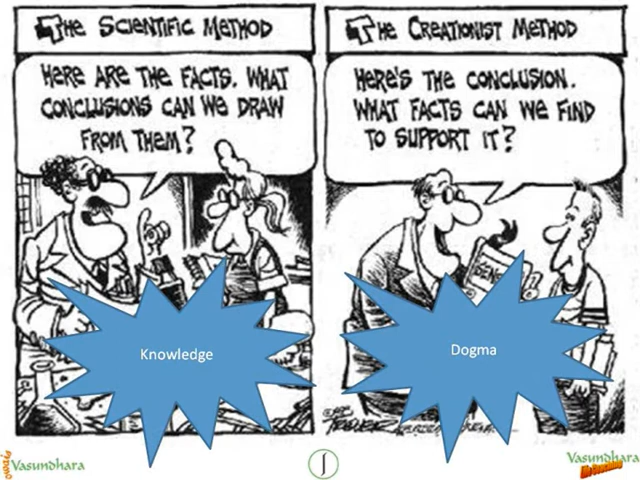 The Scientific Method
Here are the facts. What
conclusions can we draw
from them?
The Creationist Method
Here's the conclusion.
What facts can we find
to support it?
Knowledge
Dogma
Vasundhara
Vasundhara